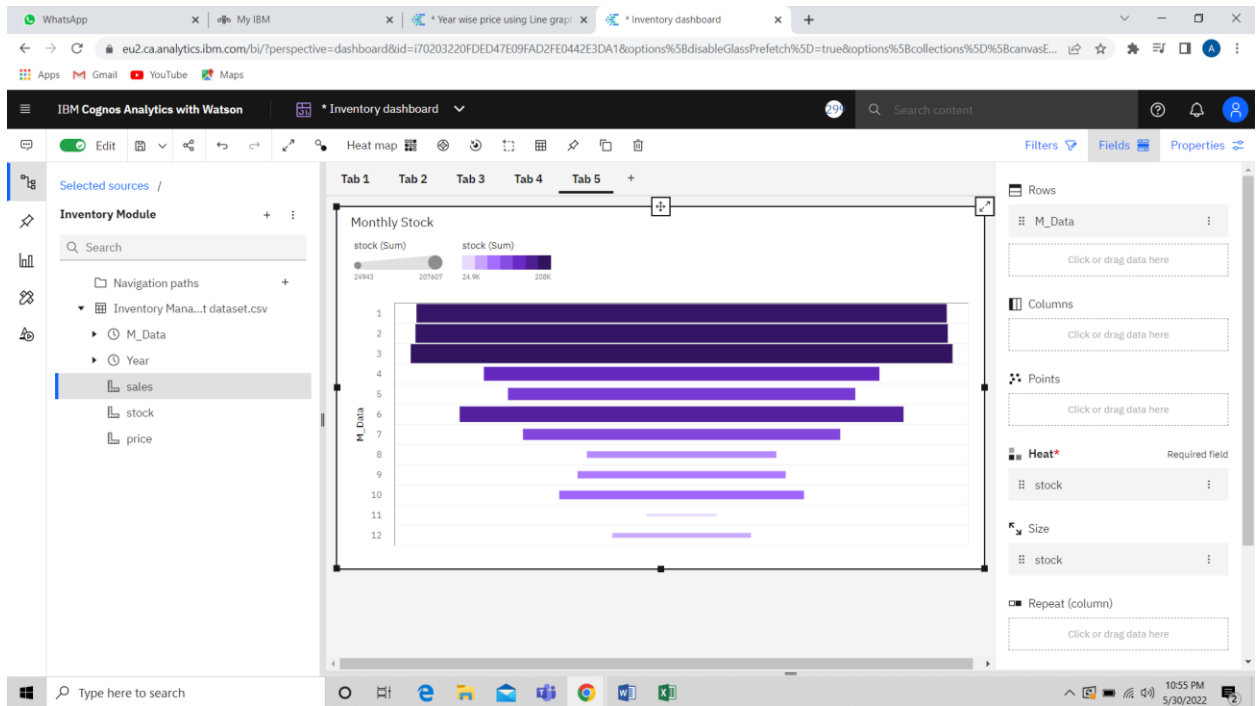 WhatsApp
My IBM
* Year wise price using Line grapl
* Inventory dashboard
eu2.ca.analytics.ibm.com/bi/?perspective=dashboard&id=i70203220FDED47E09FAD2FE0442E3DA1&options%5BdisableGlassPrefetch%5D=true&options%5Bcollections%5D%5BcanvasE...
A
Apps
Gmail
YouTube
Maps
IBM Cognos Analytics with Watson
* Inventory dashboard
299
Search content
Edit
Heat map
Filters
Fields
Properties
Selected sources /
Inventory Module
Search
Navigation paths
Inventory Mana...t dataset.csv
M_Data
Year
sales
stock
price
Tab 1 Tab 2 Tab 3 Tab 4 Tab 5 +
Monthly Stock
stock (Sum)
24943 207607
stock (Sum)
24.9K 208K
M_Data
1
2
3
4
5
6
7
8
9
10
11
12
Rows
M_Data
Click or drag data here
Columns
Click or drag data here
Points
Click or drag data here
Heat* Required field
stock
Size
stock
Repeat (column)
Click or drag data here
Type here to search
10:55 PM
5/30/2022
2